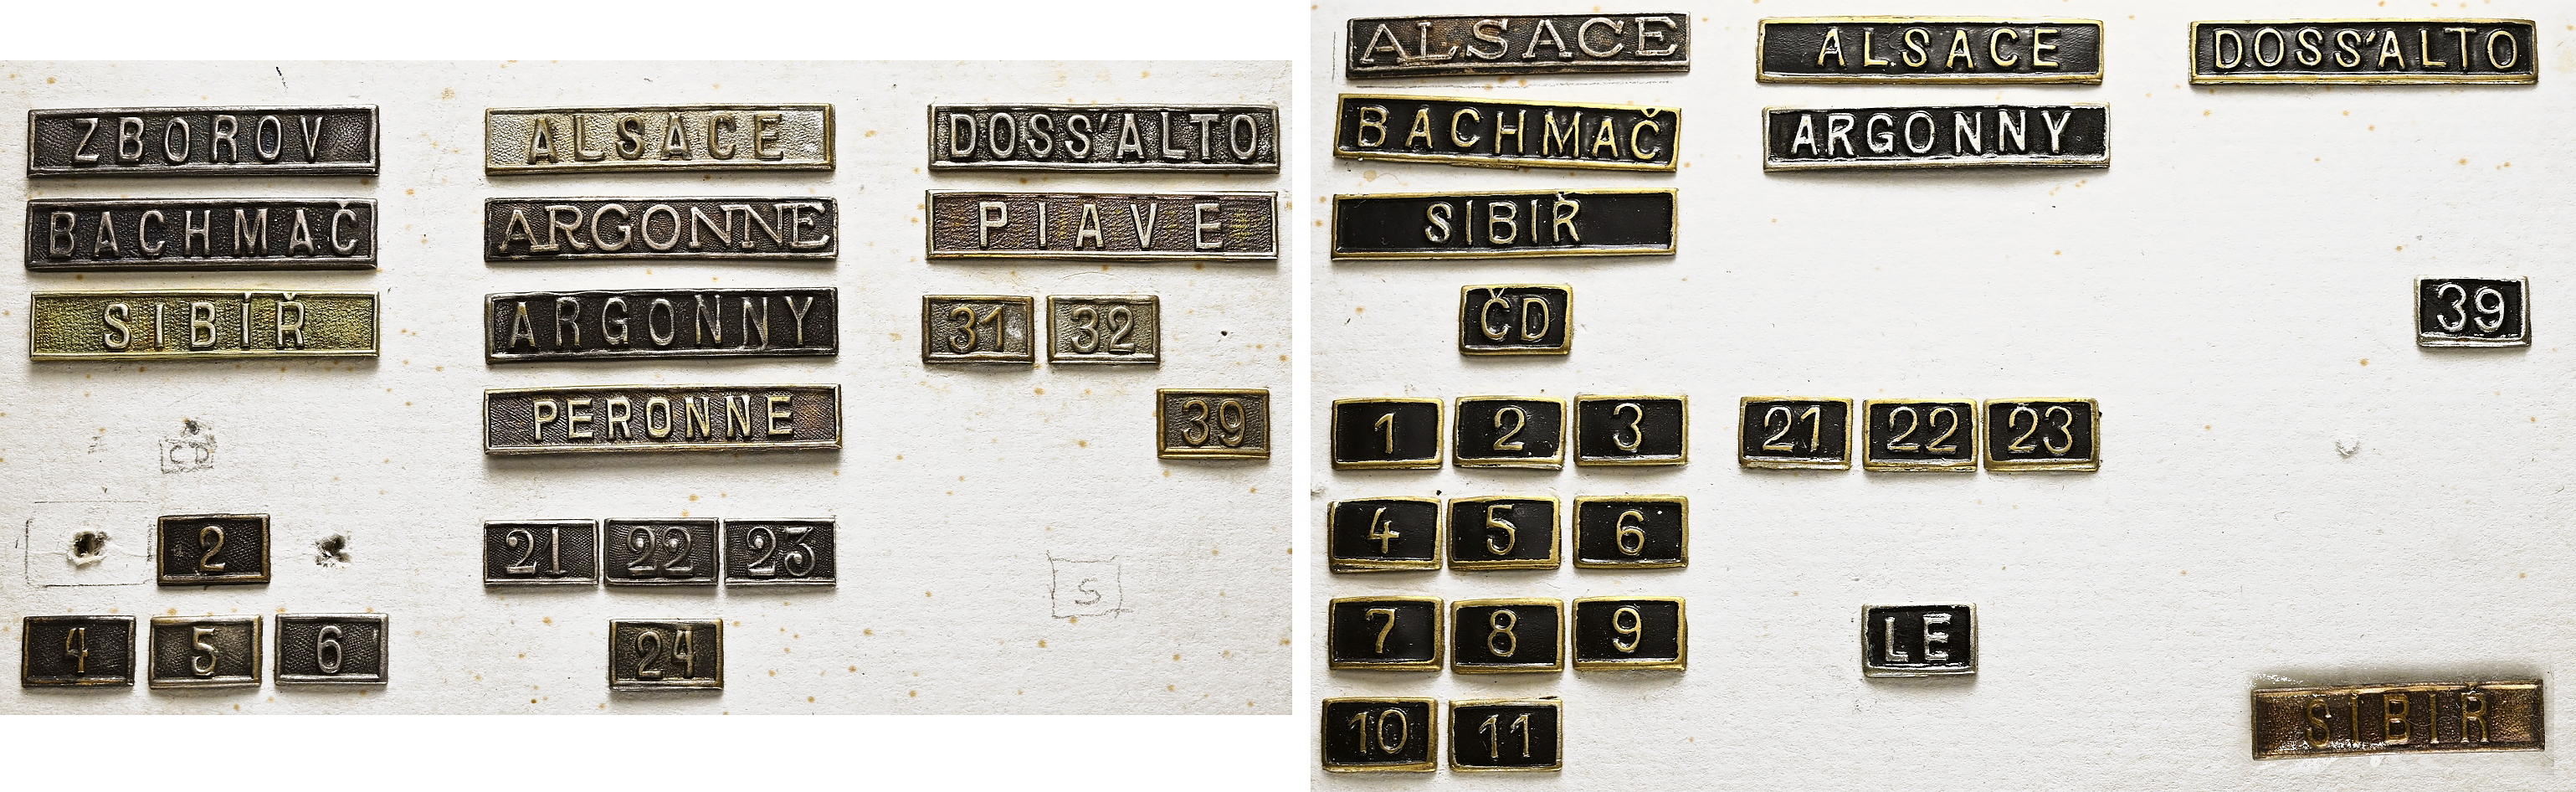 ZBOROV ALSACE DOSS'ALTO
BACHMAČ ARGONNE PIAVE
SIBÍŘ ARGONNY 31 32
PERONNE 39
CD
2 21 22 23
S
4 5 6 24
ALSACE ALSACE DOSS'ALTO
BACHMAČ ARGONNY
SIBIŘ
ČD 39
1 2 3 21 22 23
4 5 6
7 8 9 LE
10 11 SIBIŘ